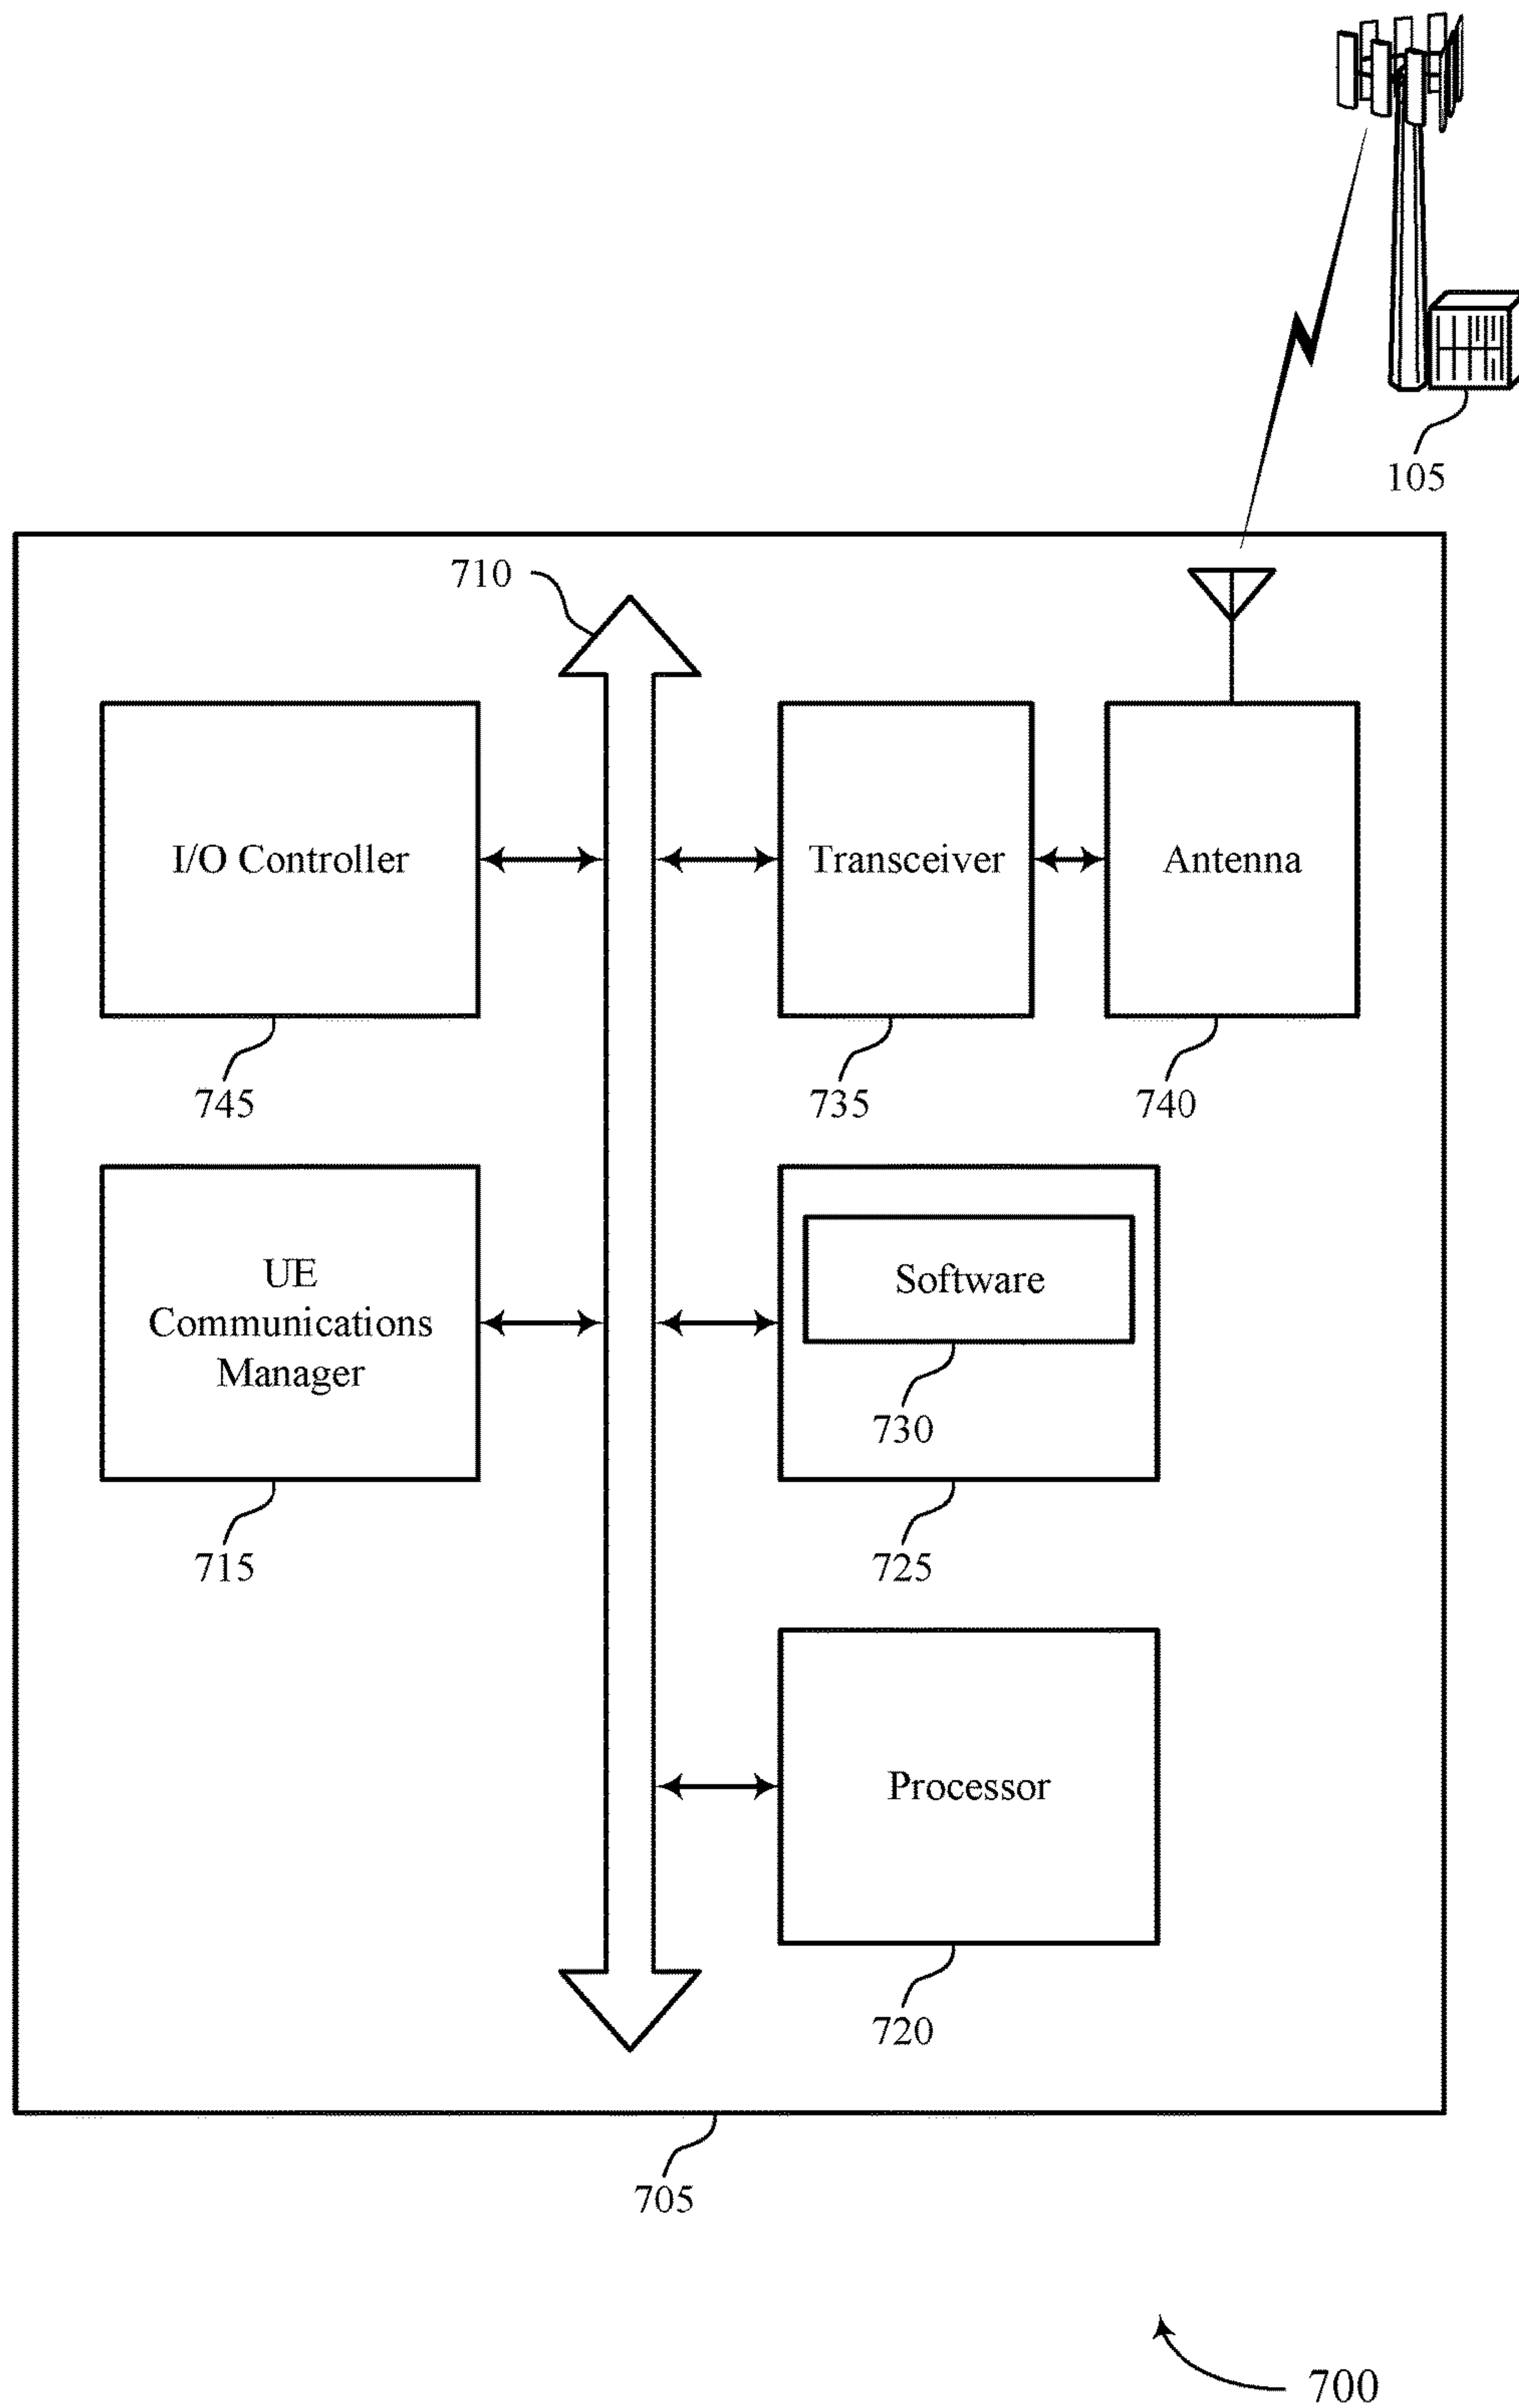 105
710
I/O Controller
Transceiver
Antenna
745
735
740
UE
Communications
Manager
Software
730
715
725
Processor
720
705
700